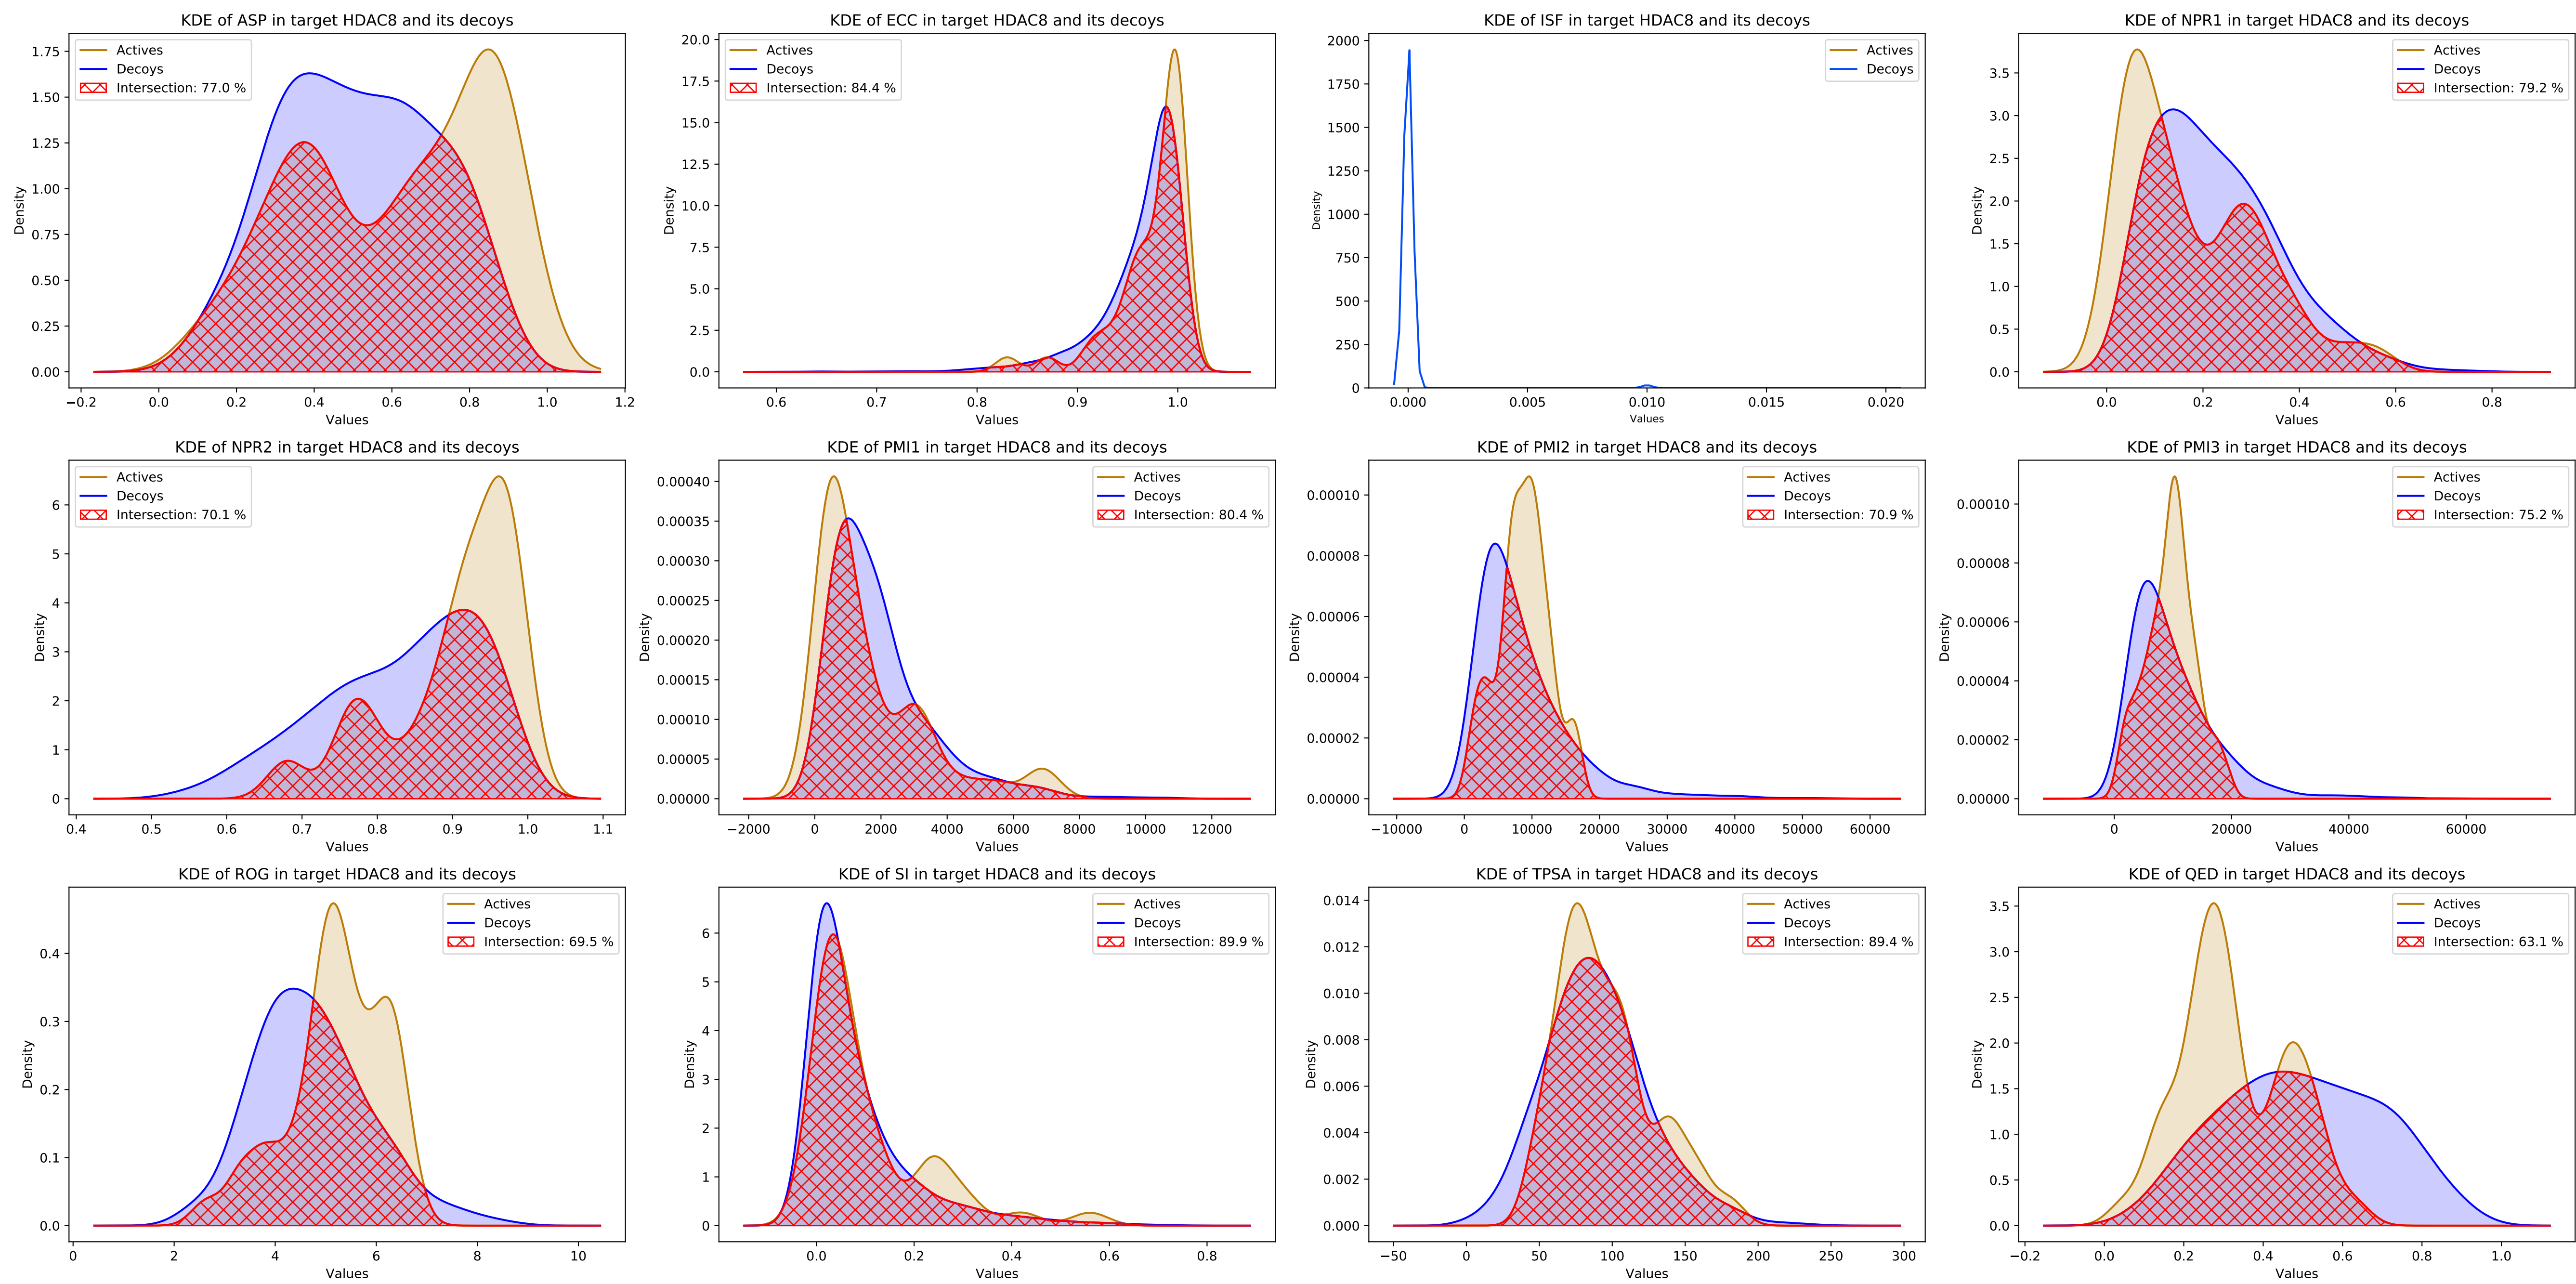 KDE of ASP in target HDAC8 and its decoys
Actives
Decoys
Intersection: 77.0 %
Density
0.00
0.25
0.50
0.75
1.00
1.25
1.50
1.75
−0.2
0.0
0.2
0.4
0.6
0.8
1.0
1.2
Values
KDE of ECC in target HDAC8 and its decoys
Actives
Decoys
Intersection: 84.4 %
Density
0.0
2.5
5.0
7.5
10.0
12.5
15.0
17.5
20.0
0.6
0.7
0.8
0.9
1.0
Values
KDE of ISF in target HDAC8 and its decoys
Actives
Decoys
Density
0
250
500
750
1000
1250
1500
1750
2000
0.000
0.005
0.010
0.015
0.020
Values
KDE of NPR1 in target HDAC8 and its decoys
Actives
Decoys
Intersection: 79.2 %
Density
0.0
0.5
1.0
1.5
2.0
2.5
3.0
3.5
0.0
0.2
0.4
0.6
0.8
Values
KDE of NPR2 in target HDAC8 and its decoys
Actives
Decoys
Intersection: 70.1 %
Density
0
1
2
3
4
5
6
0.4
0.5
0.6
0.7
0.8
0.9
1.0
1.1
Values
KDE of PMI1 in target HDAC8 and its decoys
Actives
Decoys
Intersection: 80.4 %
Density
0.00000
0.00005
0.00010
0.00015
0.00020
0.00025
0.00030
0.00035
0.00040
−2000
0
2000
4000
6000
8000
10000
12000
Values
KDE of PMI2 in target HDAC8 and its decoys
Actives
Decoys
Intersection: 70.9 %
Density
0.00000
0.00002
0.00004
0.00006
0.00008
0.00010
−10000
0
10000
20000
30000
40000
50000
60000
Values
KDE of PMI3 in target HDAC8 and its decoys
Actives
Decoys
Intersection: 75.2 %
Density
0.00000
0.00002
0.00004
0.00006
0.00008
0.00010
0
20000
40000
60000
Values
KDE of ROG in target HDAC8 and its decoys
Actives
Decoys
Intersection: 69.5 %
Density
0.0
0.1
0.2
0.3
0.4
0
2
4
6
8
10
Values
KDE of SI in target HDAC8 and its decoys
Actives
Decoys
Intersection: 89.9 %
Density
0
1
2
3
4
5
6
0.0
0.2
0.4
0.6
0.8
Values
KDE of TPSA in target HDAC8 and its decoys
Actives
Decoys
Intersection: 89.4 %
Density
0.000
0.002
0.004
0.006
0.008
0.010
0.012
0.014
−50
0
50
100
150
200
250
300
Values
KDE of QED in target HDAC8 and its decoys
Actives
Decoys
Intersection: 63.1 %
Density
0.0
0.5
1.0
1.5
2.0
2.5
3.0
3.5
−0.2
0.0
0.2
0.4
0.6
0.8
1.0
Values